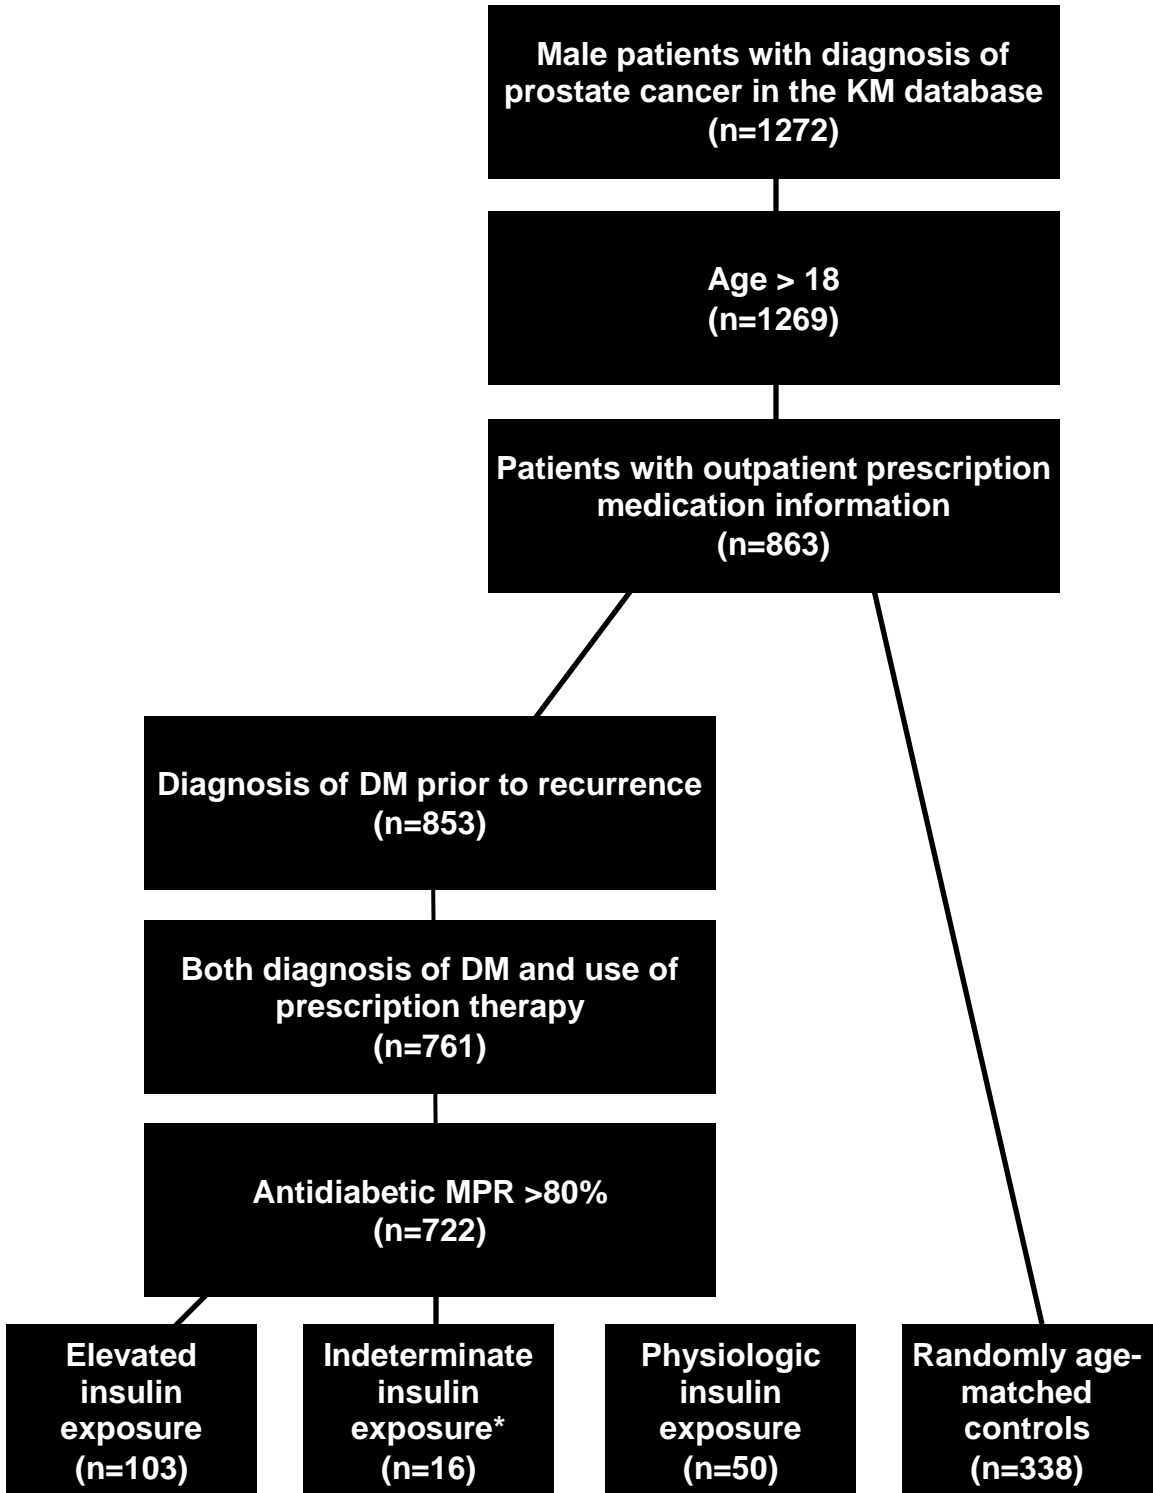 Male patients with diagnosis of
prostate cancer in the KM database
(n=1272)
Age > 18
(n=1269)
Patients with outpatient prescription
medication information
(n=863)
Diagnosis of DM prior to recurrence
(n=853)
Both diagnosis of DM and use of
prescription therapy
(n=761)
Antidiabetic MPR >80%
(n=722)
Elevated
insulin
exposure
(n=103)
Indeterminate
insulin
exposure*
(n=16)
Physiologic
insulin
exposure
(n=50)
Randomly age-
matched
controls
(n=338)